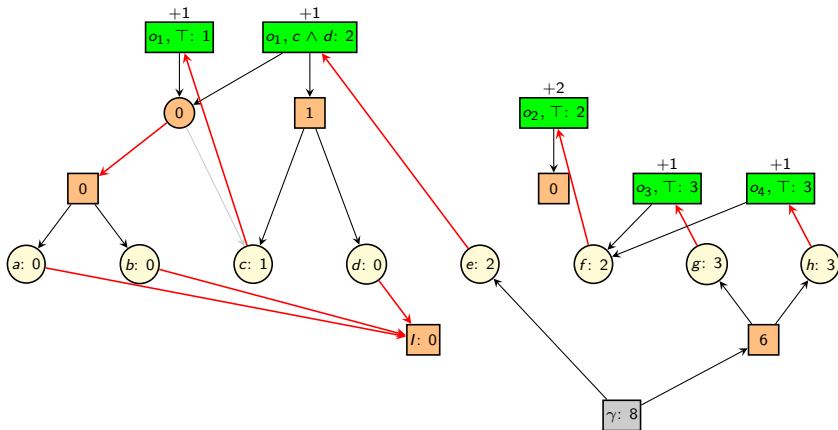 +1 +1
o₁, ⊤: 1 o₁, c ∧ d: 2
+2
0 1 o₂, ⊤: 2
+1 +1
0 0 o₃, ⊤: 3 o₄, ⊤: 3
a: 0 b: 0 c: 1 d: 0 e: 2 f: 2 g: 3 h: 3
I: 0 6
γ: 8